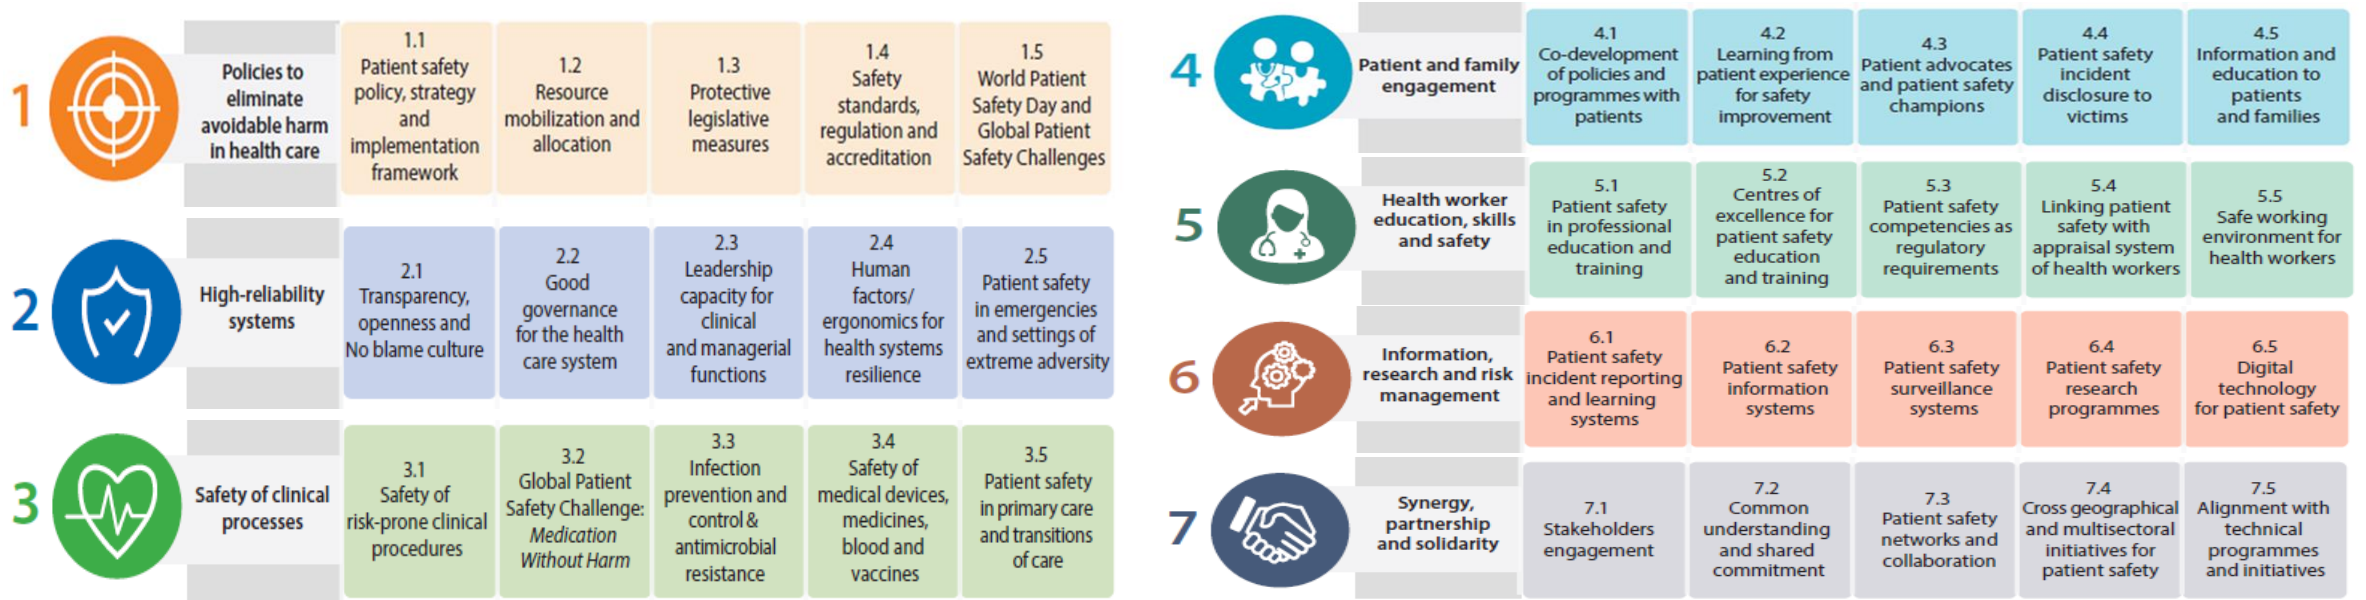 1
Policies to
eliminate
avoidable harm
in health care
1.1
Patient safety
policy, strategy
and
implementation
framework
1.2
Resource
mobilization and
allocation
1.3
Protective
legislative
measures
1.4
Safety
standards,
regulation and
accreditation
1.5
World Patient
Safety Day and
Global Patient
Safety Challenges
2
High-reliability
systems
2.1
Transparency,
openness and
No blame culture
2.2
Good
governance
for the health
care system
2.3
Leadership
capacity for
clinical
and managerial
functions
2.4
Human
factors/
ergonomics for
health systems
resilience
2.5
Patient safety
in emergencies
and settings of
extreme adversity
3
Safety of clinical
processes
3.1
Safety of
risk-prone clinical
procedures
3.2
Global Patient
Safety Challenge:
Medication
Without Harm
3.3
Infection
prevention and
control &
antimicrobial
resistance
3.4
Safety of
medical devices,
medicines,
blood and
vaccines
3.5
Patient safety
in primary care
and transitions
of care
4
Patient and family
engagement
4.1
Co-development
of policies and
programmes with
patients
4.2
Learning from
patient experience
for safety
improvement
4.3
Patient advocates
and patient safety
champions
4.4
Patient safety
incident
disclosure to
victims
4.5
Information and
education to
patients
and families
5
Health worker
education, skills
and safety
5.1
Patient safety
in professional
education and
training
5.2
Centres of
excellence for
patient safety
education
and training
5.3
Patient safety
competencies as
regulatory
requirements
5.4
Linking patient
safety with
appraisal system
of health workers
5.5
Safe working
environment for
health workers
6
Information,
research and risk
management
6.1
Patient safety
incident reporting
and learning
systems
6.2
Patient safety
information
systems
6.3
Patient safety
surveillance
systems
6.4
Patient safety
research
programmes
6.5
Digital
technology
for patient safety
7
Synergy,
partnership
and solidarity
7.1
Stakeholders
engagement
7.2
Common
understanding
and shared
commitment
7.3
Patient safety
networks and
collaboration
7.4
Cross geographical
and multisectoral
initiatives for
patient safety
7.5
Alignment with
technical
programmes
and initiatives